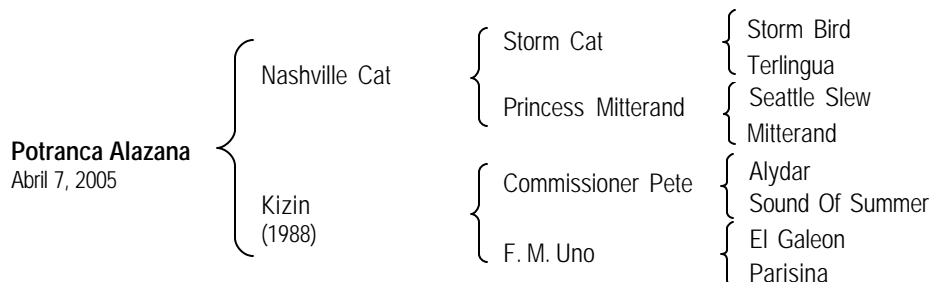 Storm Bird
Storm Cat
Terlingua
Nashville Cat
Seattle Slew
Princess Mitterand
Mitterand
Potranca Alazana
Abril 7, 2005
Alydar
Commissioner Pete
Sound Of Summer
Kizin
(1988)
El Galeon
F. M. Uno
Parisina